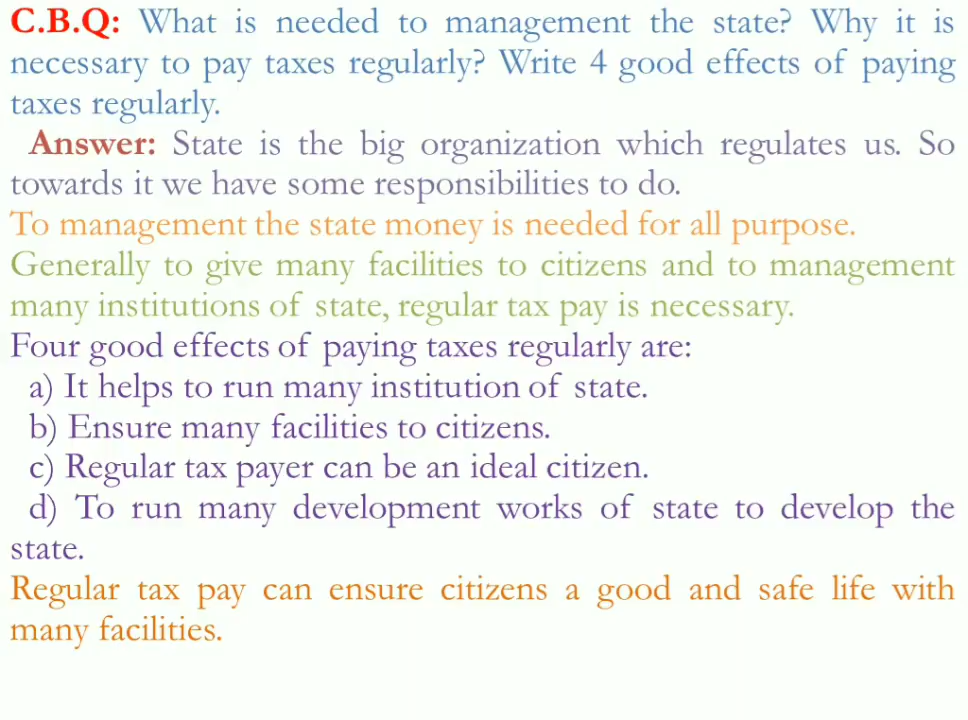 C.B.Q: What is needed to management the state? Why it is
necessary to pay taxes regularly? Write 4 good effects of paying
taxes regularly.
Answer: State is the big organization which regulates us. So
towards it we have some responsibilities to do.
To management the state money is needed for all purpose.
Generally to give many facilities to citizens and to management
many institutions of state, regular tax pay is necessary.
Four good effects of paying taxes regularly are:
a) It helps to run many institution of state.
b) Ensure many facilities to citizens.
c) Regular tax payer can be an ideal citizen.
d) To run many development works of state to develop the
state.
Regular tax pay can ensure citizens a good and safe life with
many facilities.